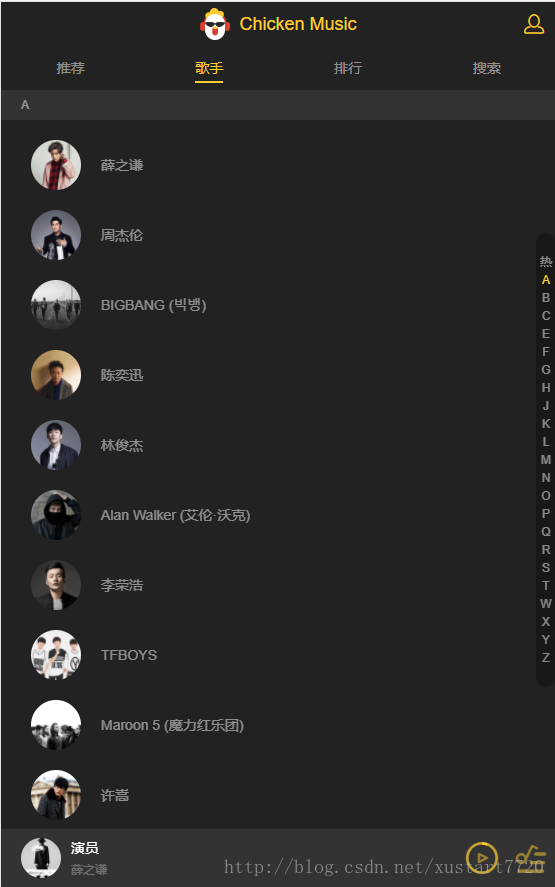 Chicken Music
推荐 歌手 排行 搜索
A
薛之谦
周杰伦
BIGBANG (빅뱅)
陈奕迅
林俊杰
Alan Walker (艾伦·沃克)
李荣浩
TFBOYS
Maroon 5 (魔力红乐团)
许嵩
热
A
B
C
E
F
G
H
J
K
L
M
N
O
P
Q
R
S
T
W
X
Y
Z
演员
薛之谦
http://blog.csdn.net/xustart7720